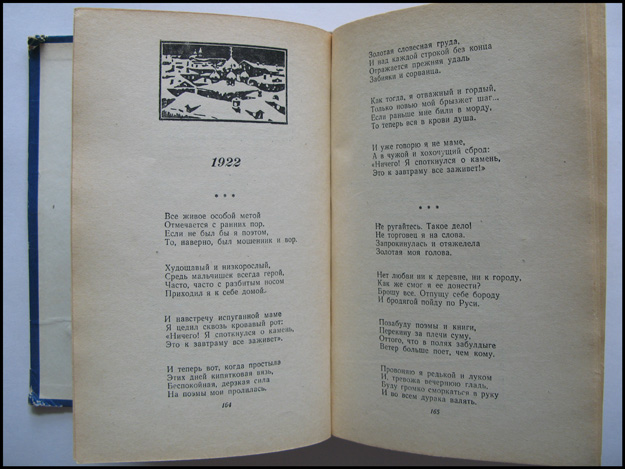 1922
* * *
Все живое особой метой
Отмечается с ранних пор.
Если не был бы я поэтом,
То, наверно, был мошенник и вор.
Худощавый и низкорослый,
Средь мальчишек всегда герой,
Часто, часто с разбитым носом
Приходил я к себе домой.
И навстречу испуганной маме
Я цедил сквозь кровавый рот:
«Ничего! Я споткнулся о камень,
Это к завтраму все заживет».
И теперь вот, когда простыла
Этих дней кипятковая вязь,
Беспокойная, дерзкая сила
На поэмы мои пролилась.
164
Золотая словесная груда,
И над каждой строкой без конца
Отражается прежняя удаль
Забияки и сорванца.
Как тогда, я отважный и гордый,
Только новью мой брызжет шаг...
Если раньше мне били в морду,
То теперь вся в крови душа.
И уже говорю я не маме,
А в чужой и хохочущий сброд:
«Ничего! Я споткнулся о камень,
Это к завтраму все заживет!»
* * *
Не ругайтесь. Такое дело!
Не торговец я на слова.
Запрокинулась и отяжелела
Золотая моя голова.
Нет любви ни к деревне, ни к городу,
Как же смог я ее донести?
Брошу все. Отпущу себе бороду
И бродягой пойду по Руси.
Позабуду поэмы и книги,
Перекину за плечи суму,
Оттого, что в полях забулдыге
Ветер больше поет, чем кому.
Провоняю я редькой и луком
И, тревожа вечернюю гладь,
Буду громко сморкаться в руку
И во всем дурака валять.
165